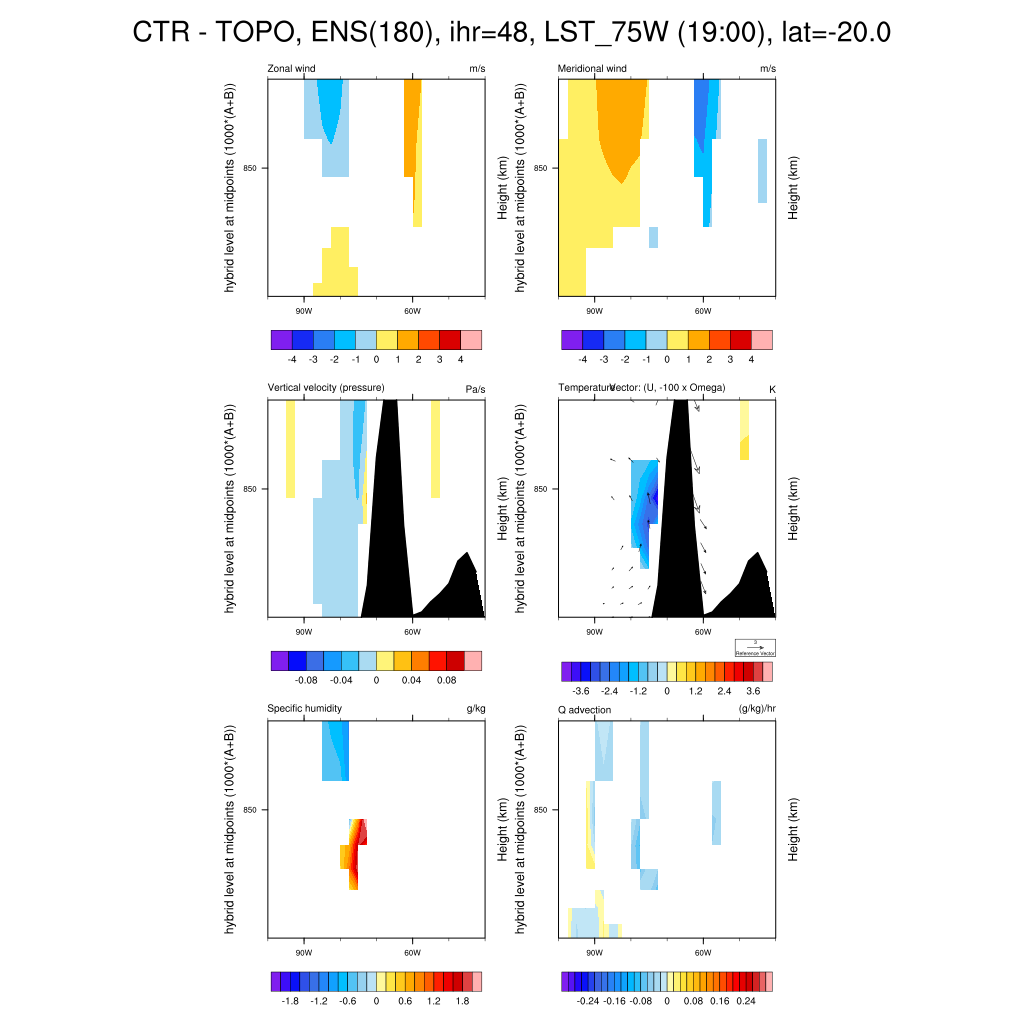 CTR - TOPO, ENS(180), ihr=48, LST_75W (19:00), lat=-20.0
Zonal wind m/s
hybrid level at midpoints (1000*(A+B))
850
Height (km)
90W 60W
-4 -3 -2 -1 0 1 2 3 4
Meridional wind m/s
hybrid level at midpoints (1000*(A+B))
850
Height (km)
90W 60W
-4 -3 -2 -1 0 1 2 3 4
Vertical velocity (pressure) Pa/s
hybrid level at midpoints (1000*(A+B))
850
Height (km)
90W 60W
-0.08 -0.04 0 0.04 0.08
Temperature Vector: (U, -100 x Omega) K
hybrid level at midpoints (1000*(A+B))
850
Height (km)
90W 60W
3
Reference Vector
-3.6 -2.4 -1.2 0 1.2 2.4 3.6
Specific humidity g/kg
hybrid level at midpoints (1000*(A+B))
850
Height (km)
90W 60W
-1.8 -1.2 -0.6 0 0.6 1.2 1.8
Q advection (g/kg)/hr
hybrid level at midpoints (1000*(A+B))
850
Height (km)
90W 60W
-0.24 -0.16 -0.08 0 0.08 0.16 0.24